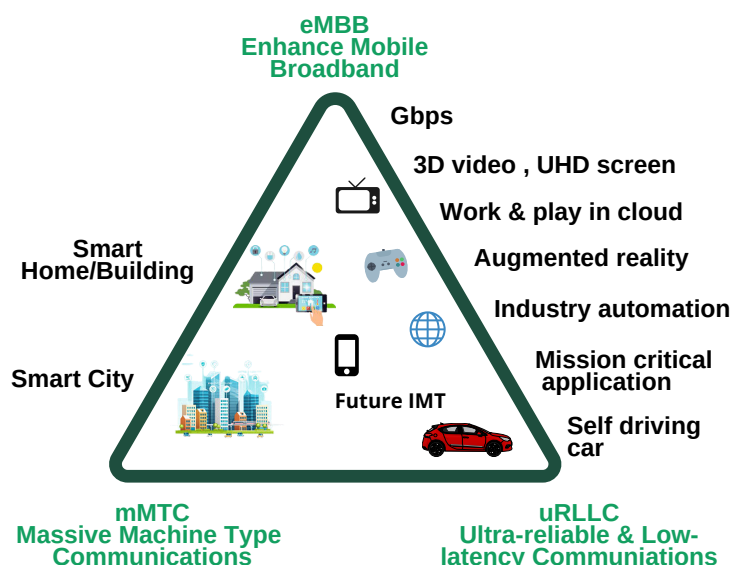 eMBB
Enhance Mobile
Broadband
Gbps
3D video , UHD screen
Work & play in cloud
Smart
Home/Building
Augmented reality
Industry automation
Smart City
Mission critical
application
Future IMT
Self driving
car
mMTC
Massive Machine Type
Communications
uRLLC
Ultra-reliable & Low-
latency Communiations